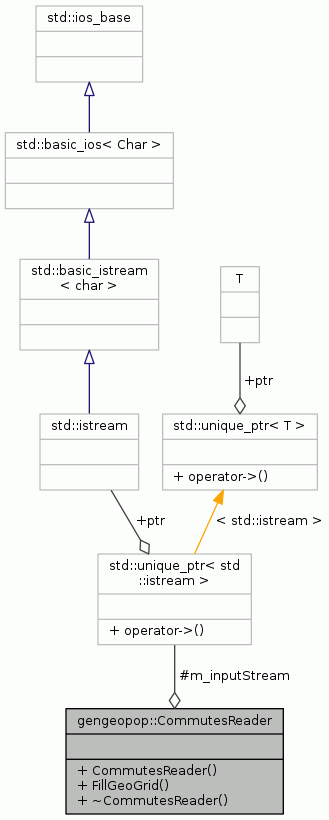 std::ios_base
std::basic_ios< Char >
std::basic_istream
< char >
T
+ptr
std::istream
std::unique_ptr< T >
+ operator->()
+ptr
< std::istream >
std::unique_ptr< std
::istream >
+ operator->()
#m_inputStream
gengeopop::CommutesReader
+ CommutesReader()
+ FillGeoGrid()
+ ~CommutesReader()